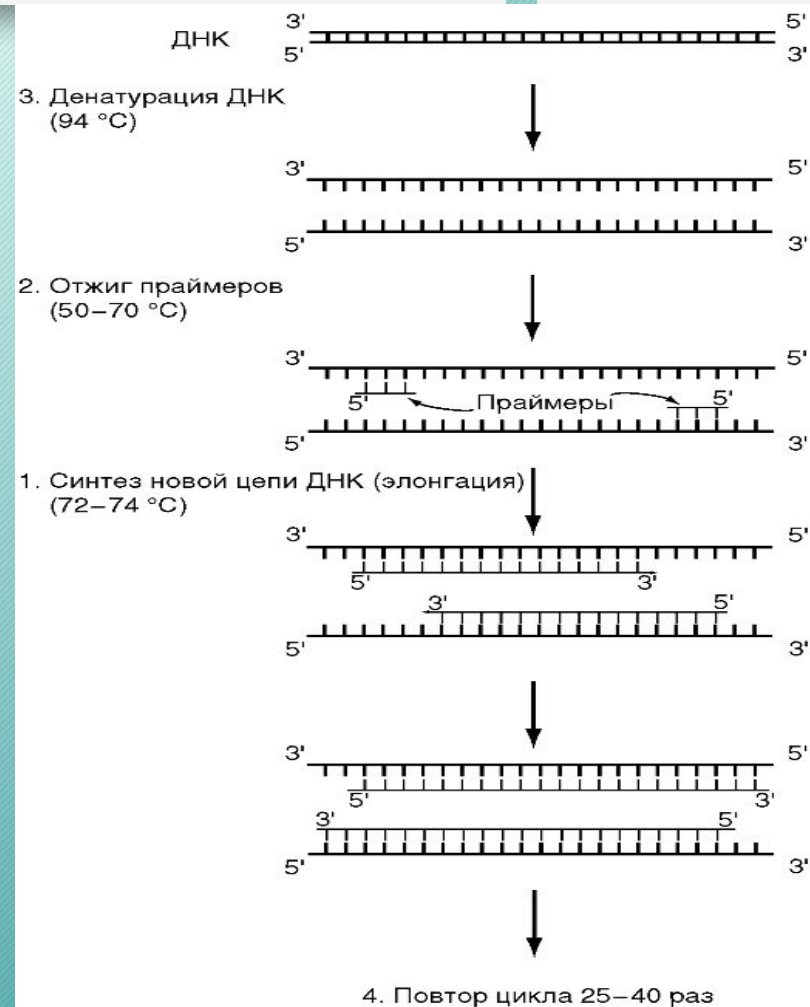 3' 5'
ДНК
5' 3'
3. Денатурация ДНК
(94 °C)
3' 5'
5' 3'
2. Отжиг праймеров
(50–70 °C)
3' 5'
5' Праймеры 5'
5' 3'
1. Синтез новой цепи ДНК (элонгация)
(72–74 °C)
3' 5'
5' 3'
3' 5'
5' 3'
3' 5'
5' 3'
3' 5'
5' 3'
4. Повтор цикла 25–40 раз